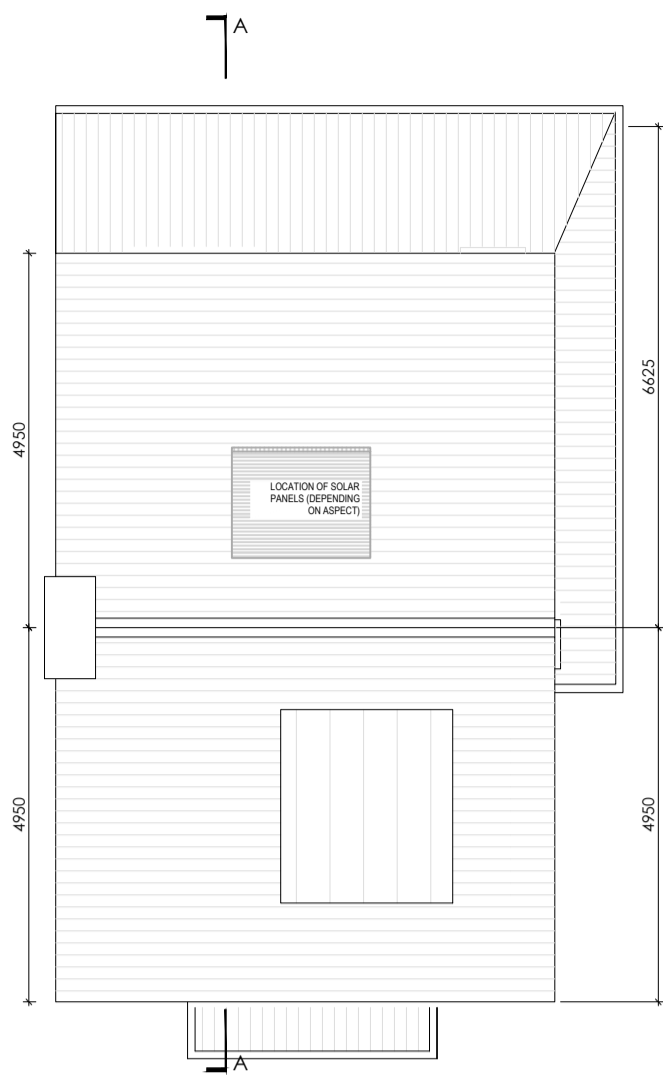 A
6625
4950
LOCATION OF SOLAR
PANELS (DEPENDING
ON ASPECT)
4950
4950
A